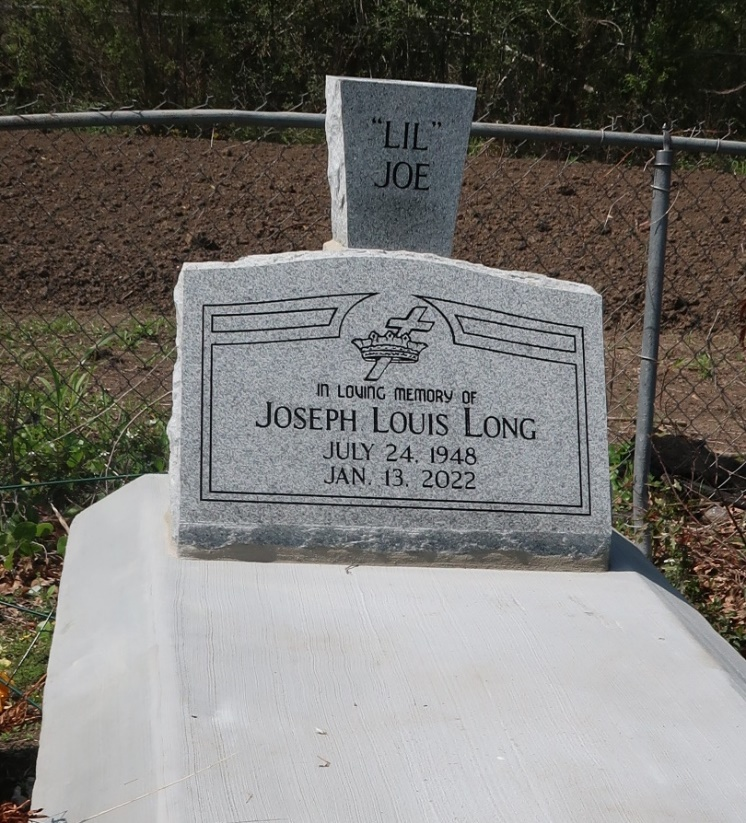 "LIL"
JOE
IN LOVING MEMORY OF
JOSEPH LOUIS LONG
JULY 24, 1948
JAN. 13, 2022